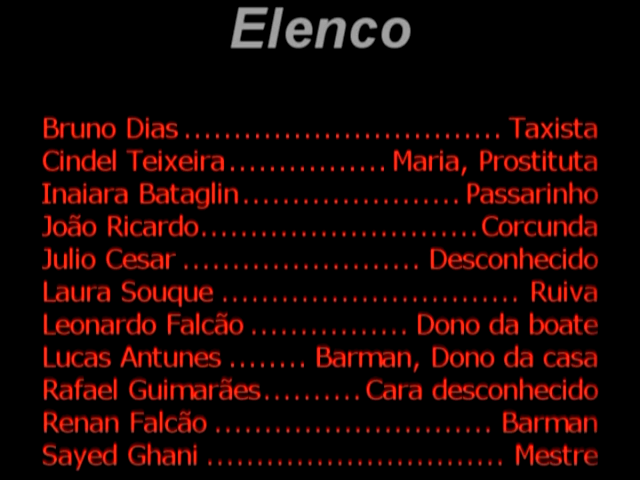 Elenco
Bruno Dias ................................ Taxista
Cindel Teixeira................ Maria, Prostituta
Inaiara Bataglin...................... Passarinho
João Ricardo............................ Corcunda
Julio Cesar ........................ Desconhecido
Laura Souque .............................. Ruiva
Leonardo Falcão ................ Dono da boate
Lucas Antunes ........ Barman, Dono da casa
Rafael Guimarães.......... Cara desconhecido
Renan Falcão ............................ Barman
Sayed Ghani .............................. Mestre